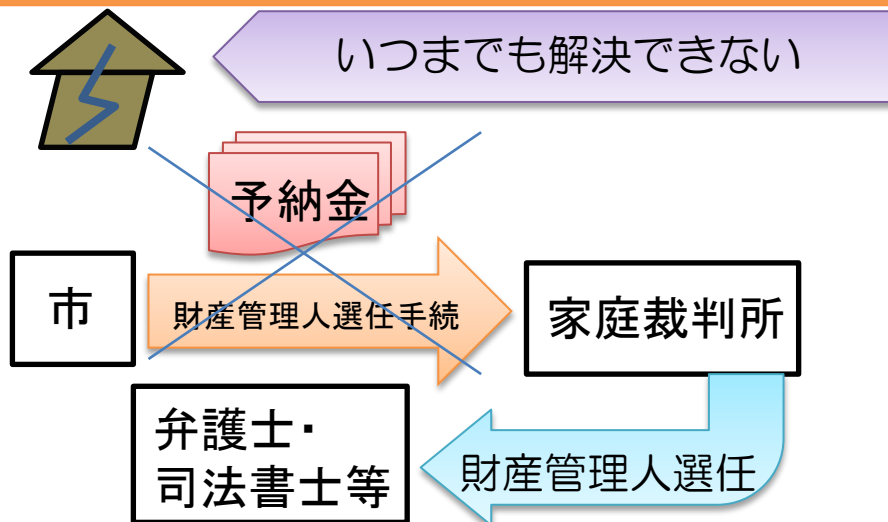 いつまでも解決できない
予納金
市
財産管理人選任手続
家庭裁判所
弁護士・
司法書士等
財産管理人選任